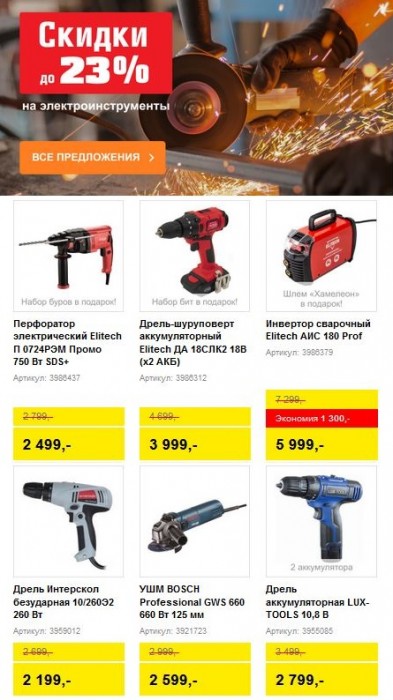 Скидки
до 23%
на электроинструменты
ВСЕ ПРЕДЛОЖЕНИЯ >
Набор буров в подарок!
Набор бит в подарок!
Шлем «Хамелеон»
в подарок!
Перфоратор
электрический Elitech
П 0724РЭМ Промо
750 Вт SDS+
Артикул: 3986437
Дрель-шуруповерт
аккумуляторный
Elitech ДА 18СЛК2 18В
(х2 АКБ)
Артикул: 3986312
Инвертор сварочный
Elitech АИС 180 Prof
Артикул: 3986379
2 799,-
2 499,-
4 699,-
3 999,-
7 299,-
Экономия 1 300,-
5 999,-
2 аккумулятора
Дрель Интерскол
безударная 10/260Э2
260 Вт
Артикул: 3959012
УШМ BOSCH
Professional GWS 660
660 Вт 125 мм
Артикул: 3921723
Дрель
аккумуляторная LUX-
TOOLS 10,8 В
Артикул: 3955085
2 699,-
2 199,-
2 999,-
2 599,-
3 499,-
2 799,-